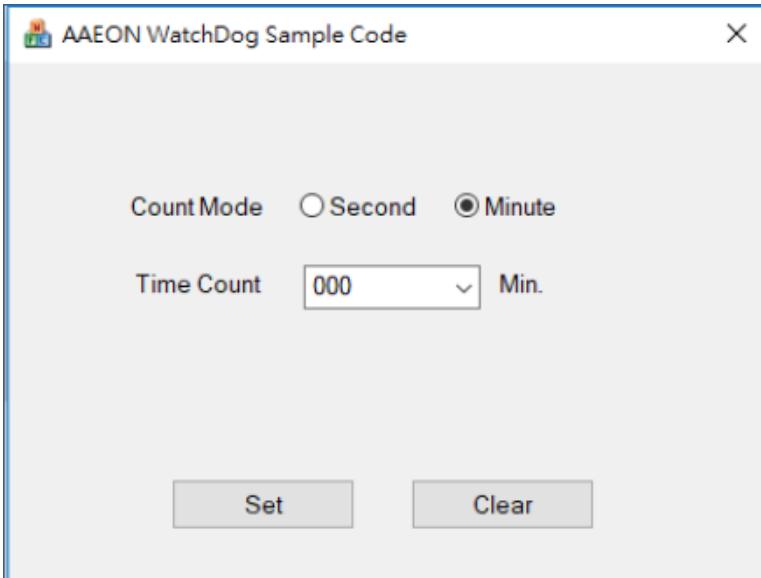 AAEON WatchDog Sample Code
Count Mode Second Minute
Time Count 000 Min.
Set Clear